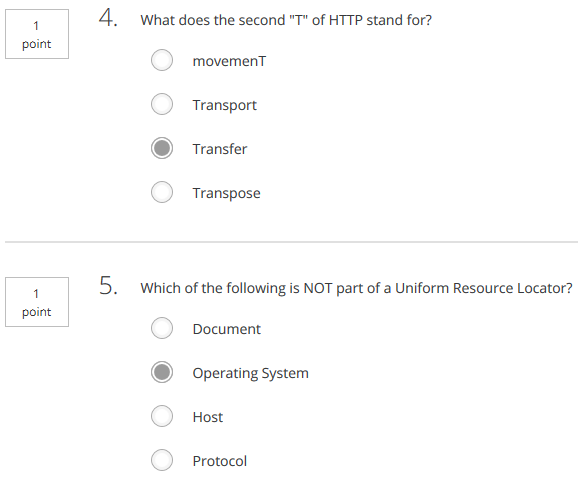 1
point
4. What does the second "T" of HTTP stand for?
movemenT
Transport
Transfer
Transpose
1
point
5. Which of the following is NOT part of a Uniform Resource Locator?
Document
Operating System
Host
Protocol